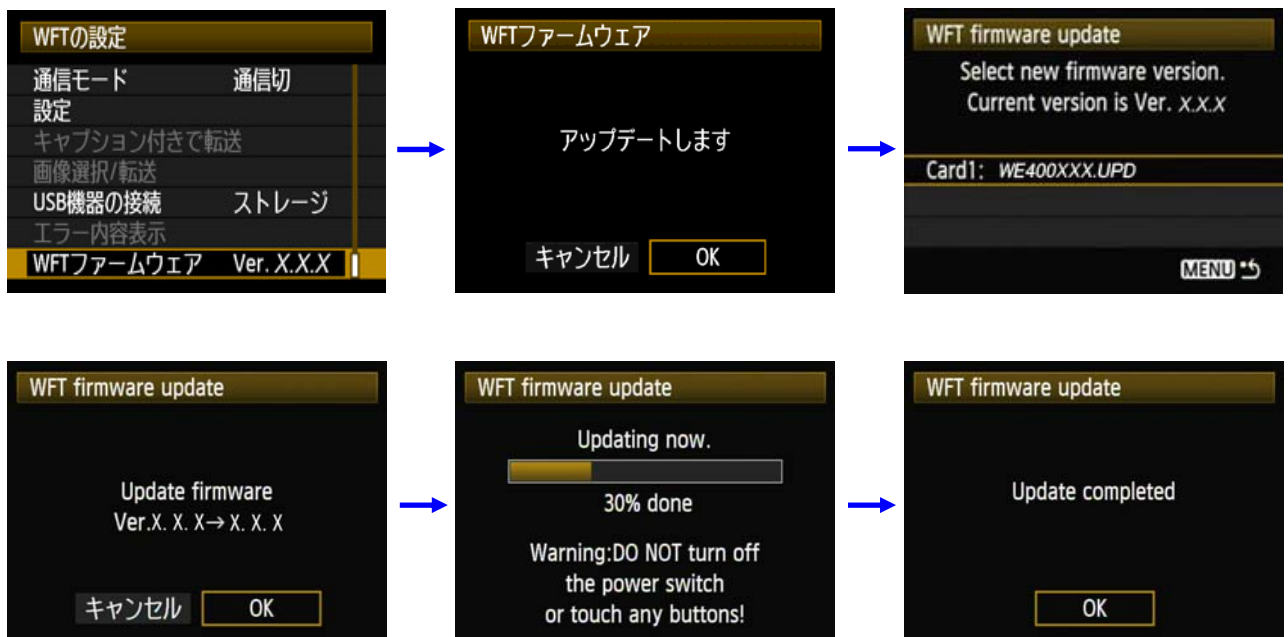 WFTの設定
通信モード 通信切
設定
キャプション付きで転送
画像選択/転送
USB機器の接続 ストレージ
エラー内容表示
WFTファームウェア Ver. X.X.X
WFTファームウェア
アップデートします
キャンセル OK
WFT firmware update
Select new firmware version.
Current version is Ver. x.x.x
Card1: WE400XXX.UPD
MENU
WFT firmware update
Update firmware
Ver.X. X. X→X. X. X
キャンセル OK
WFT firmware update
Updating now.
30% done
Warning:DO NOT turn off
the power switch
or touch any buttons!
WFT firmware update
Update completed
OK